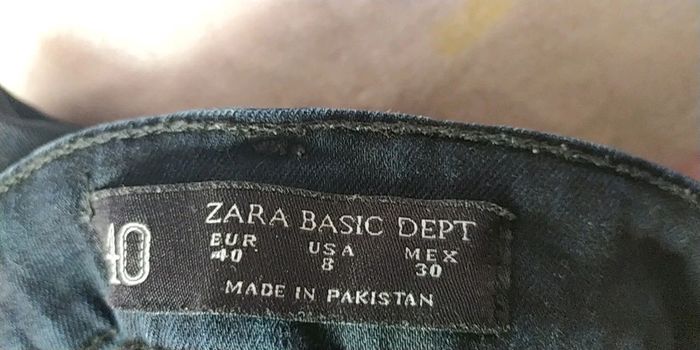 ZARA BASIC DEPT
40
EUR USA MEX
40 8 30
MADE IN PAKISTAN